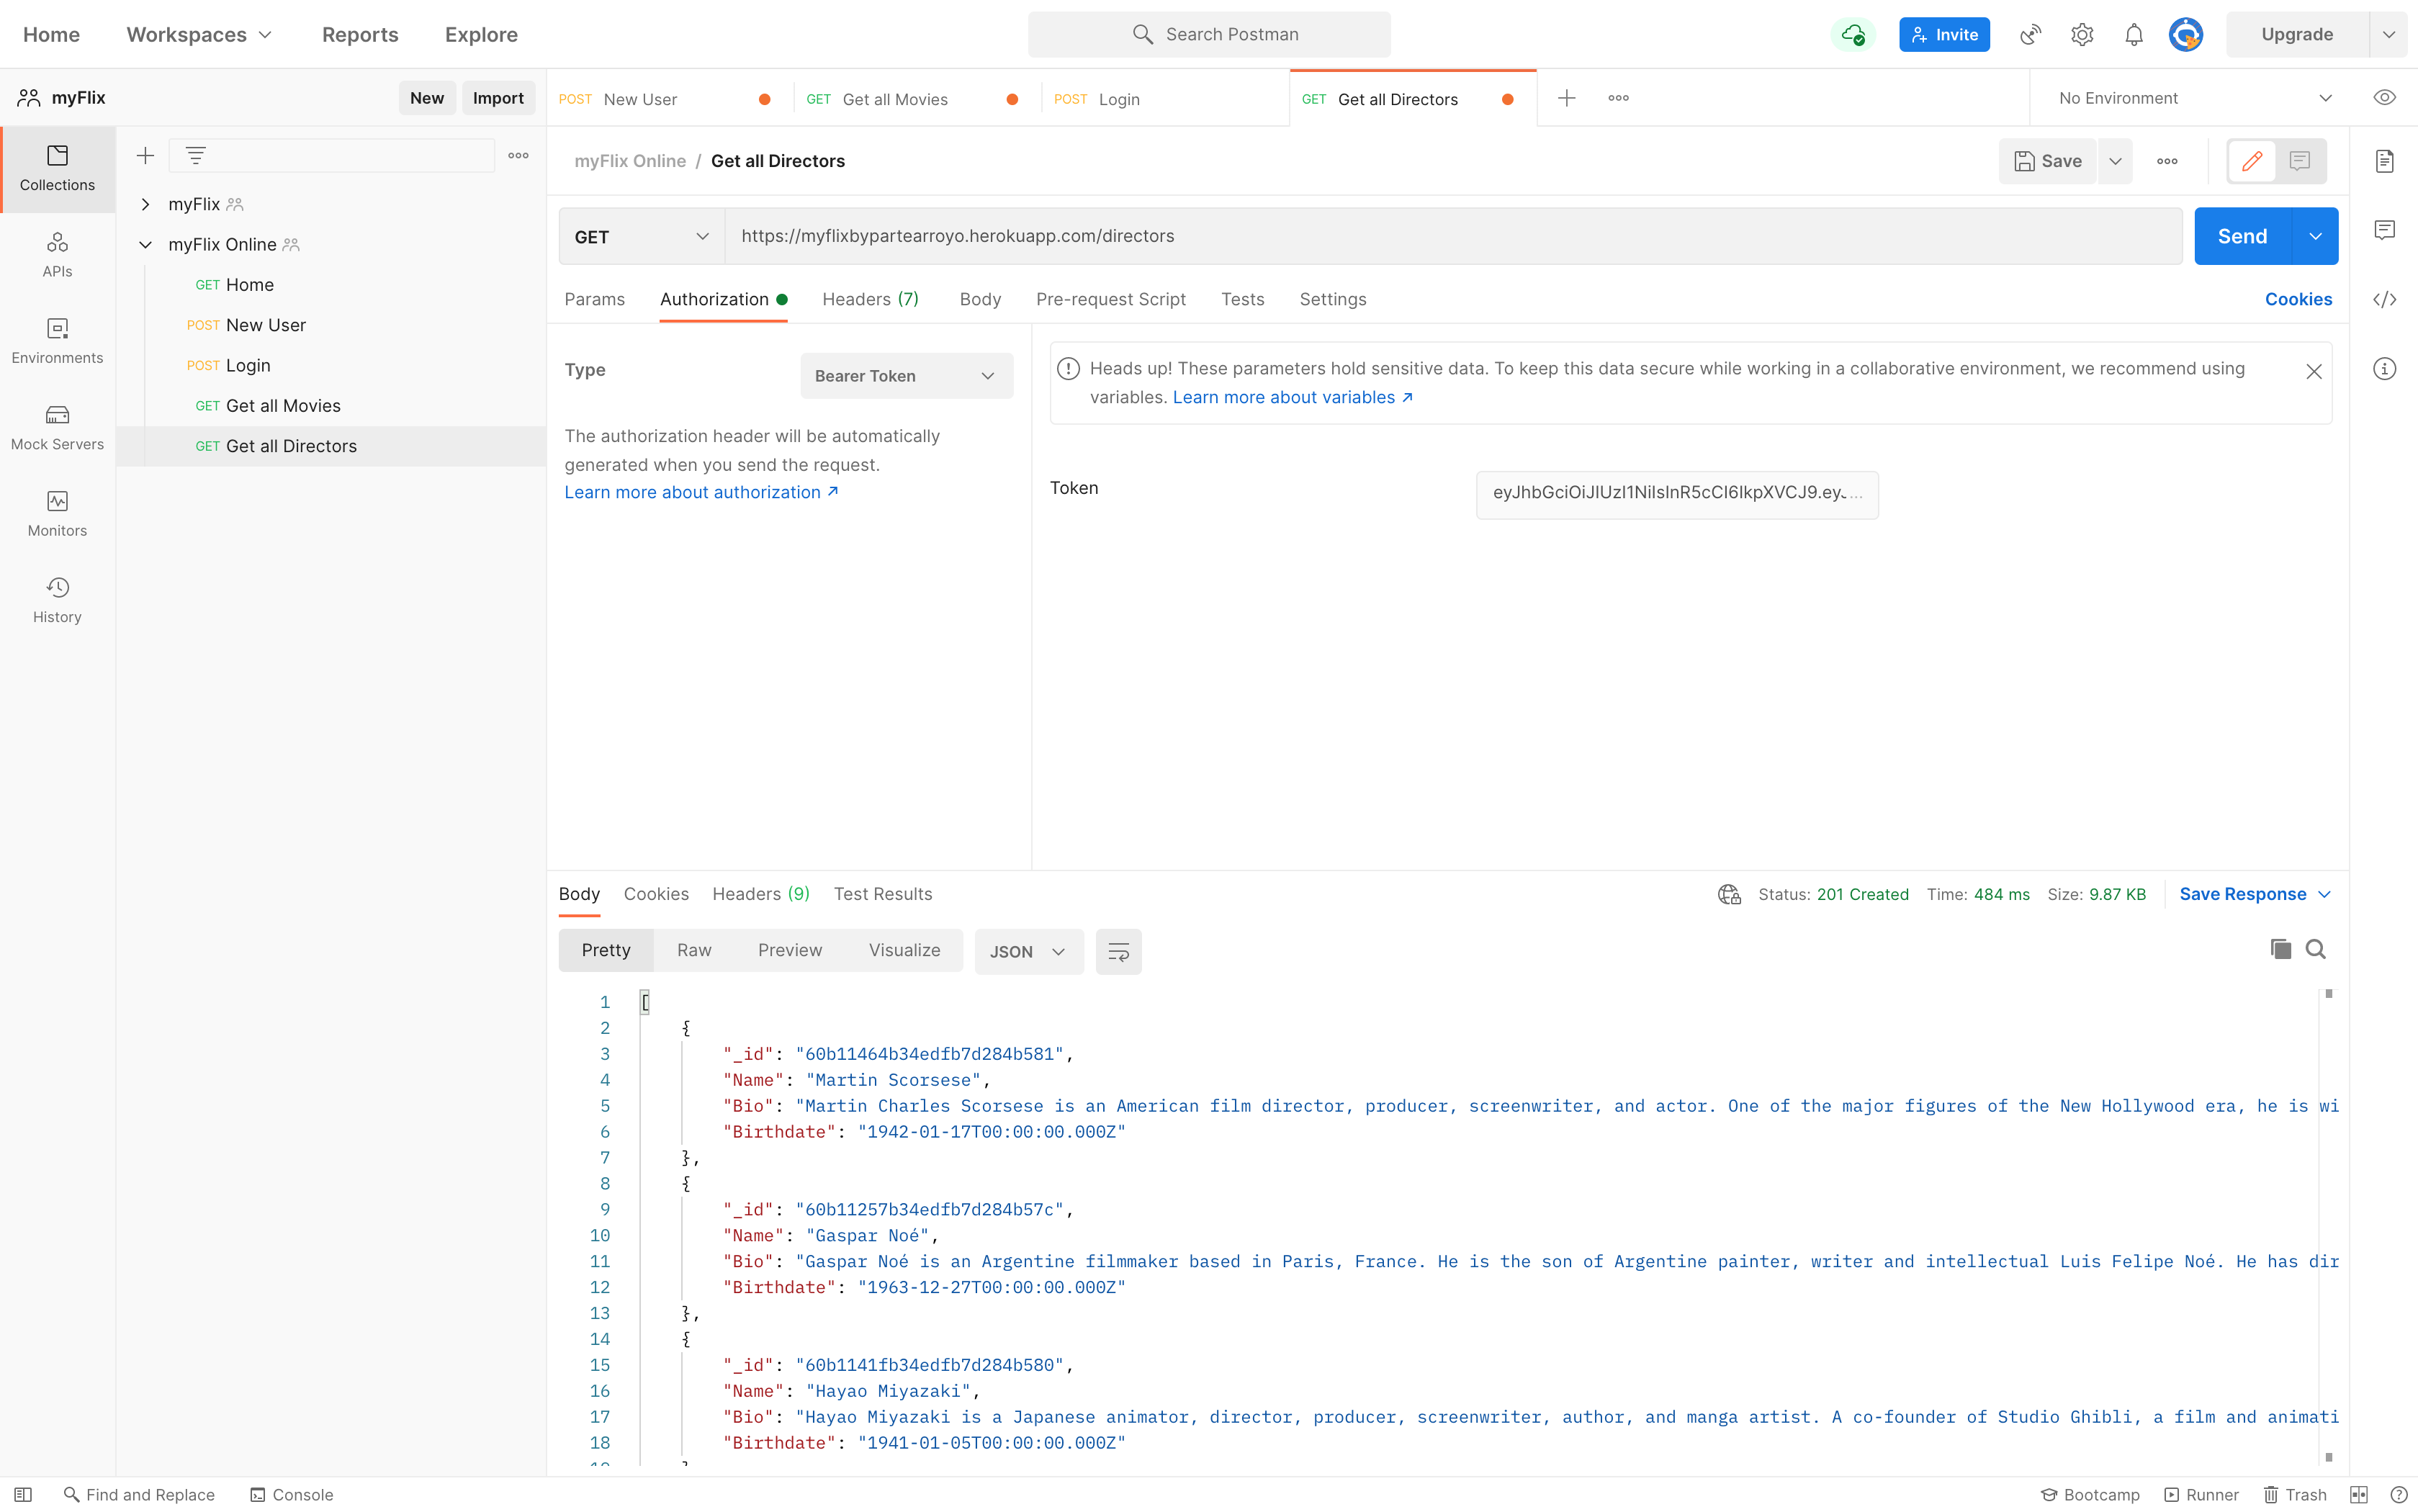 Home Workspaces Reports Explore Search Postman Invite Upgrade
myFlix New Import
POST New User GET Get all Movies POST Login GET Get all Directors No Environment
Collections
APIs
Environments
Mock Servers
Monitors
History
myFlix
myFlix Online
GET Home
POST New User
POST Login
GET Get all Movies
GET Get all Directors
myFlix Online / Get all Directors Save
GET https://myflixbypartearroyo.herokuapp.com/directors Send
Params Authorization Headers (7) Body Pre-request Script Tests Settings Cookies
Type Bearer Token
The authorization header will be automatically
generated when you send the request.
Learn more about authorization ↗
Heads up! These parameters hold sensitive data. To keep this data secure while working in a collaborative environment, we recommend using
variables. Learn more about variables ↗
Token eyJhbGciOiJIUzI1NiIsInR5cCI6IkpXVCJ9.eyJ...
Body Cookies Headers (9) Test Results Status: 201 Created Time: 484 ms Size: 9.87 KB Save Response
Pretty Raw Preview Visualize JSON
1 [
2 {
3 "_id": "60b11464b34edfb7d284b581",
4 "Name": "Martin Scorsese",
5 "Bio": "Martin Charles Scorsese is an American film director, producer, screenwriter, and actor. One of the major figures of the New Hollywood era, he is wi
6 "Birthdate": "1942-01-17T00:00:00.000Z"
7 },
8 {
9 "_id": "60b11257b34edfb7d284b57c",
10 "Name": "Gaspar Noé",
11 "Bio": "Gaspar Noé is an Argentine filmmaker based in Paris, France. He is the son of Argentine painter, writer and intellectual Luis Felipe Noé. He has dir
12 "Birthdate": "1963-12-27T00:00:00.000Z"
13 },
14 {
15 "_id": "60b1141fb34edfb7d284b580",
16 "Name": "Hayao Miyazaki",
17 "Bio": "Hayao Miyazaki is a Japanese animator, director, producer, screenwriter, author, and manga artist. A co-founder of Studio Ghibli, a film and animati
18 "Birthdate": "1941-01-05T00:00:00.000Z"
Find and Replace Console Bootcamp Runner Trash